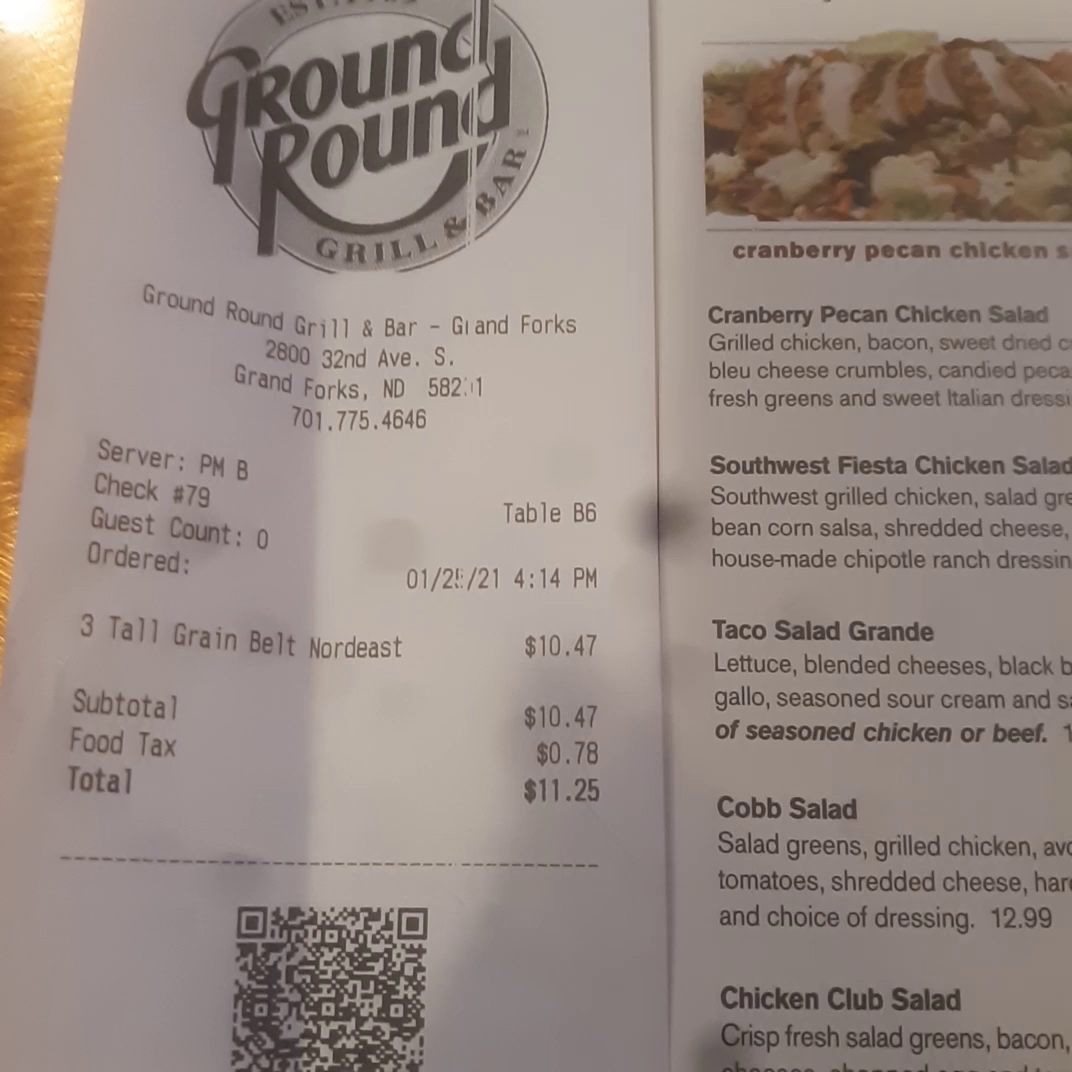 Ground
Round
GRILL & BAR
Ground Round Grill & Bar - Grand Forks
2800 32nd Ave. S.
Grand Forks, ND
701.775.4646
Server: PM B
Check #79
Table B6
Guest Count: 0
Ordered:
4:14 PM
3 Tall Grain Belt Nordeast $10.47
Subtotal $10.47
Food Tax $0.78
Total $11.25
cranberry pecan chicken
Cranberry Pecan Chicken Salad
Grilled chicken, bacon, sweet dried
bleu cheese crumbles, candied
fresh greens and sweet Italian
Southwest Fiesta Chicken Salad
Southwest grilled chicken, salad
bean corn salsa, shredded cheese,
house-made chipotle ranch
Taco Salad Grande
Lettuce, blended cheeses, black
gallo, seasoned sour cream and
of seasoned chicken or beef.
Cobb Salad
Salad greens, grilled chicken,
tomatoes, shredded cheese,
and choice of dressing. 12.99
Chicken Club Salad
Crisp fresh salad greens, bacon,